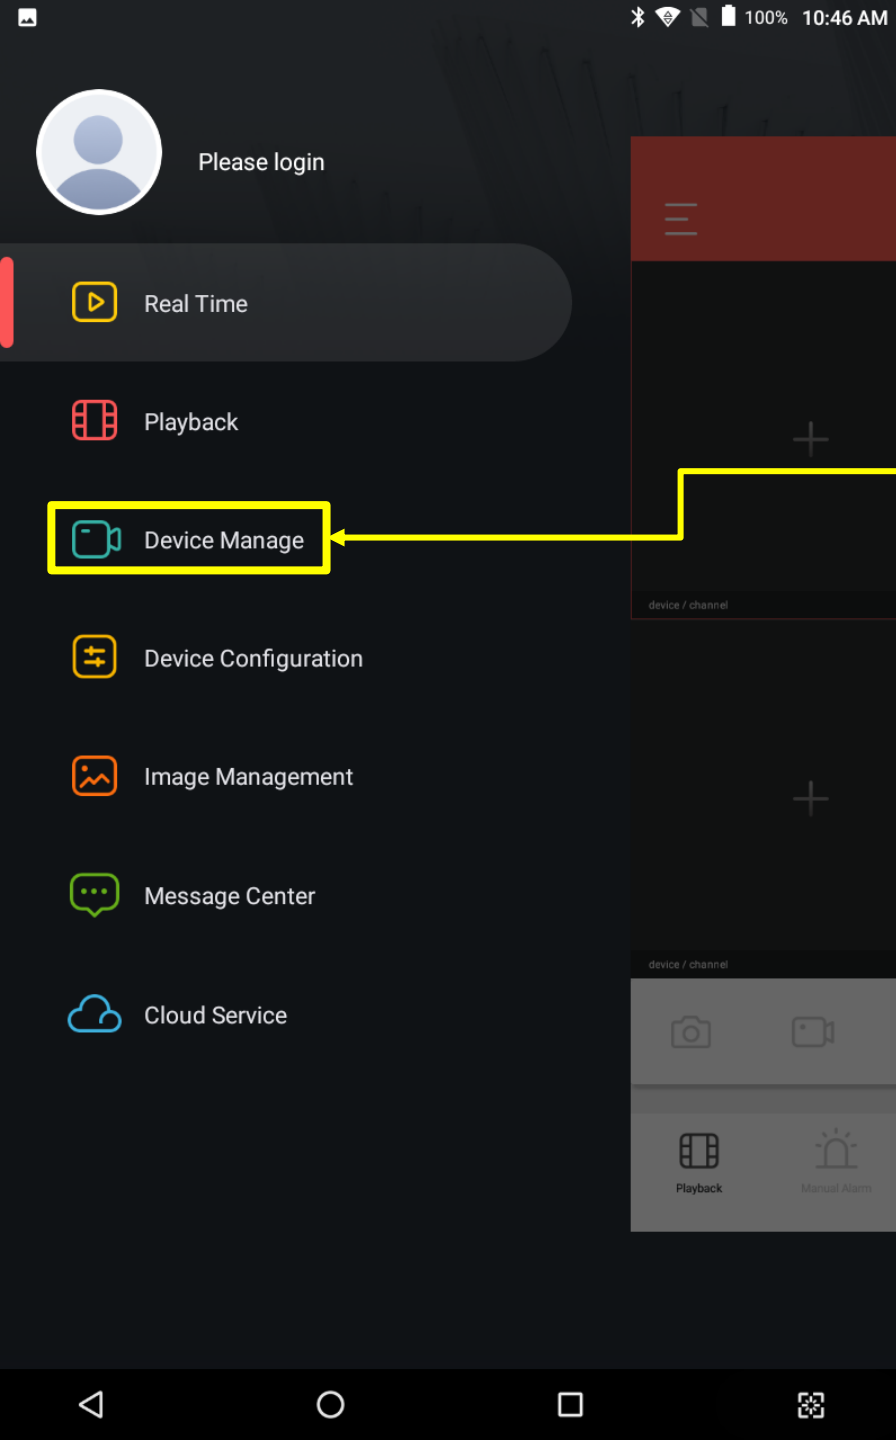 100% 10:46 AM
Please login
Real Time
Playback
Device Manage
Device Configuration
Image Management
Message Center
Cloud Service
device / channel
device / channel
Playback
Manual Alarm